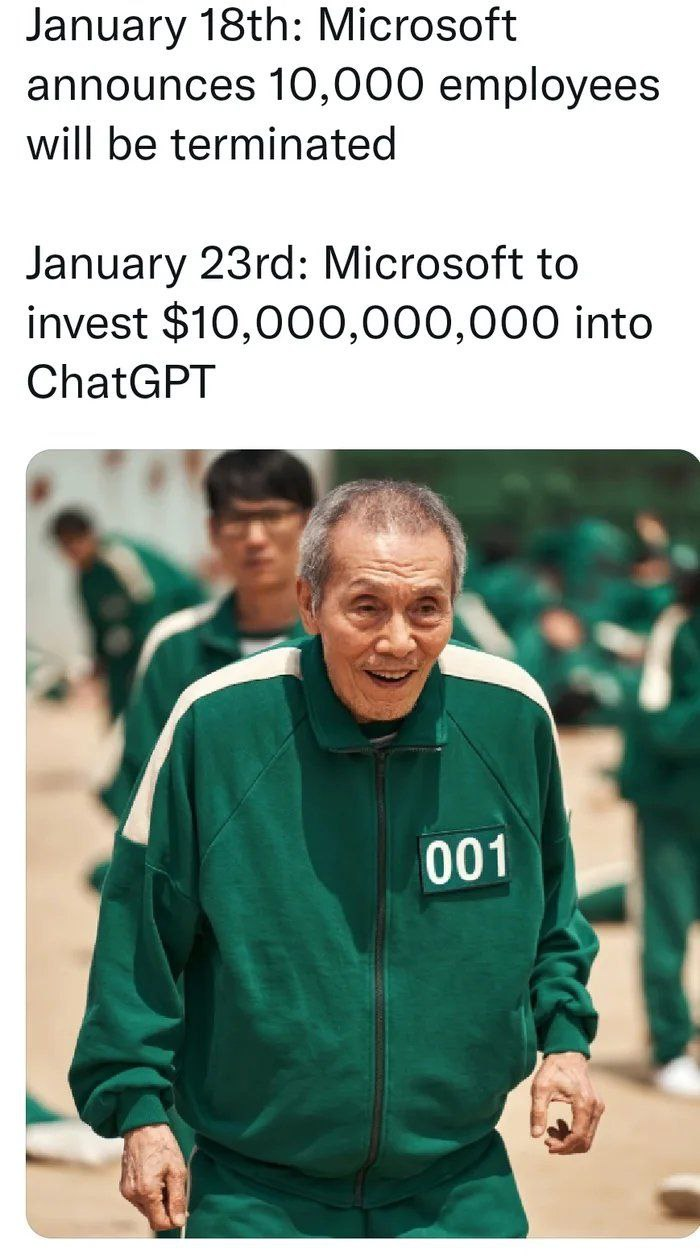 January 18th: Microsoft
announces 10,000 employees
will be terminated
January 23rd: Microsoft to
invest $10,000,000,000 into
ChatGPT
001